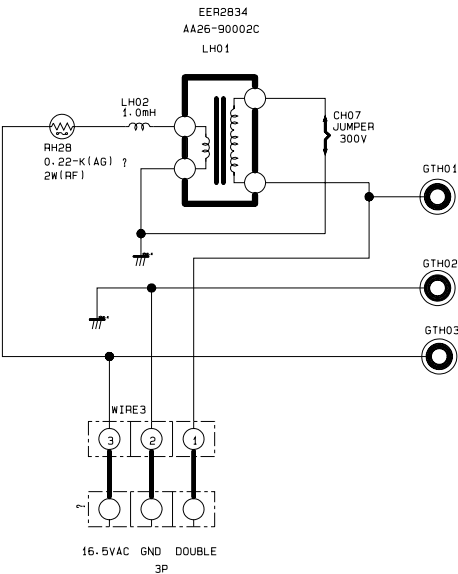 EER2834
AA26-90002C
LH01
LH02
1.0mH
CH07
JUMPER
300V
RH28
0.22-K(AG) ?
2W(RF)
GTH01
GTH02
GTH03
WIRE3
3 2 1
?
16.5VAC GND DOUBLE
3P